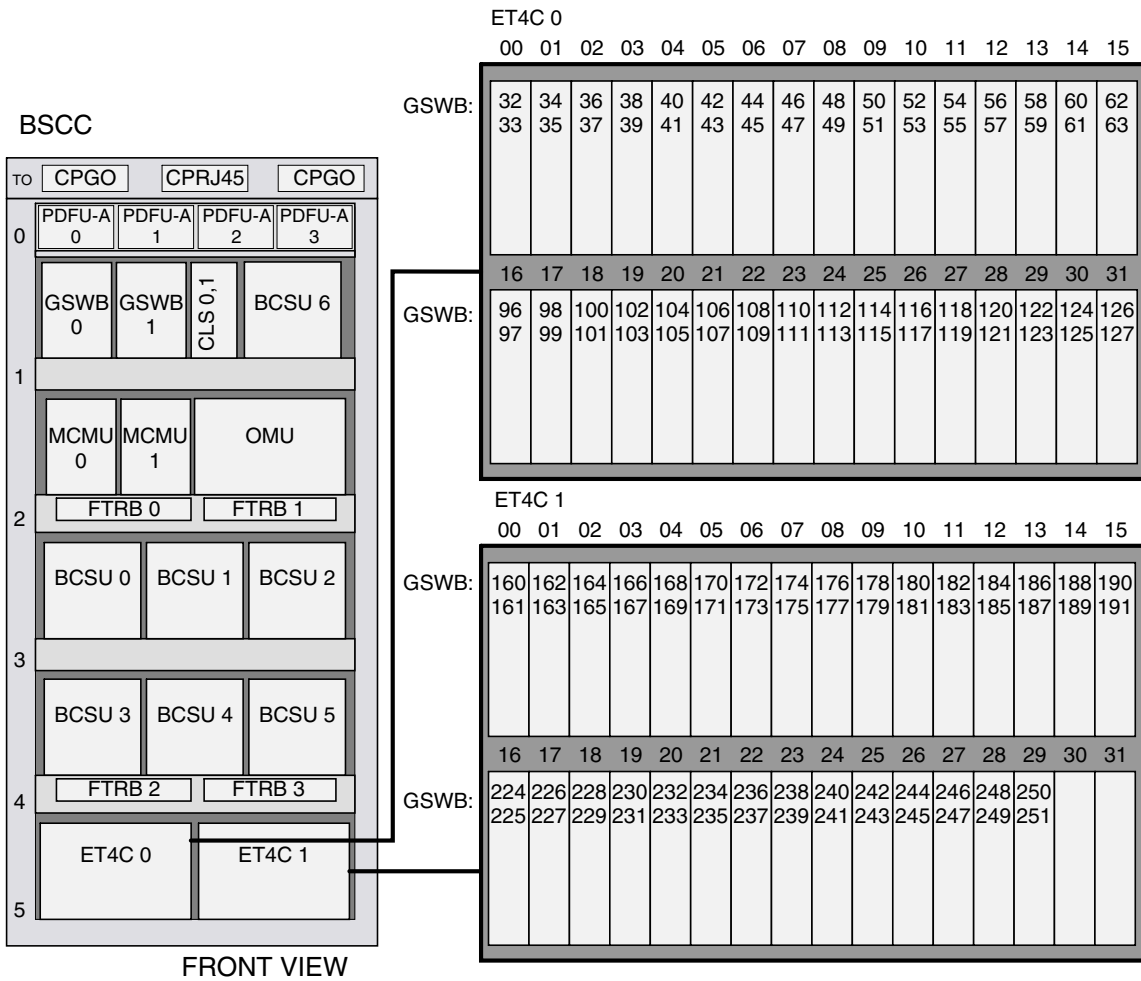 BSCC
TO CPGO CPRJ45 CPGO
0 PDFU-A 0 PDFU-A 1 PDFU-A 2 PDFU-A 3
GSWB 0 GSWB 1 CLS 0,1 BCSU 6
1
MCMU 0 MCMU 1 OMU
2 FTRB 0 FTRB 1
BCSU 0 BCSU 1 BCSU 2
3
BCSU 3 BCSU 4 BCSU 5
4 FTRB 2 FTRB 3
ET4C 0 ET4C 1
5
FRONT VIEW
ET4C 0
00 01 02 03 04 05 06 07 08 09 10 11 12 13 14 15
GSWB: 32 34 36 38 40 42 44 46 48 50 52 54 56 58 60 62
33 35 37 39 41 43 45 47 49 51 53 55 57 59 61 63
16 17 18 19 20 21 22 23 24 25 26 27 28 29 30 31
GSWB: 96 98 100 102 104 106 108 110 112 114 116 118 120 122 124 126
97 99 101 103 105 107 109 111 113 115 117 119 121 123 125 127
ET4C 1
00 01 02 03 04 05 06 07 08 09 10 11 12 13 14 15
GSWB: 160 162 164 166 168 170 172 174 176 178 180 182 184 186 188 190
161 163 165 167 169 171 173 175 177 179 181 183 185 187 189 191
16 17 18 19 20 21 22 23 24 25 26 27 28 29 30 31
GSWB: 224 226 228 230 232 234 236 238 240 242 244 246 248 250
225 227 229 231 233 235 237 239 241 243 245 247 249 251